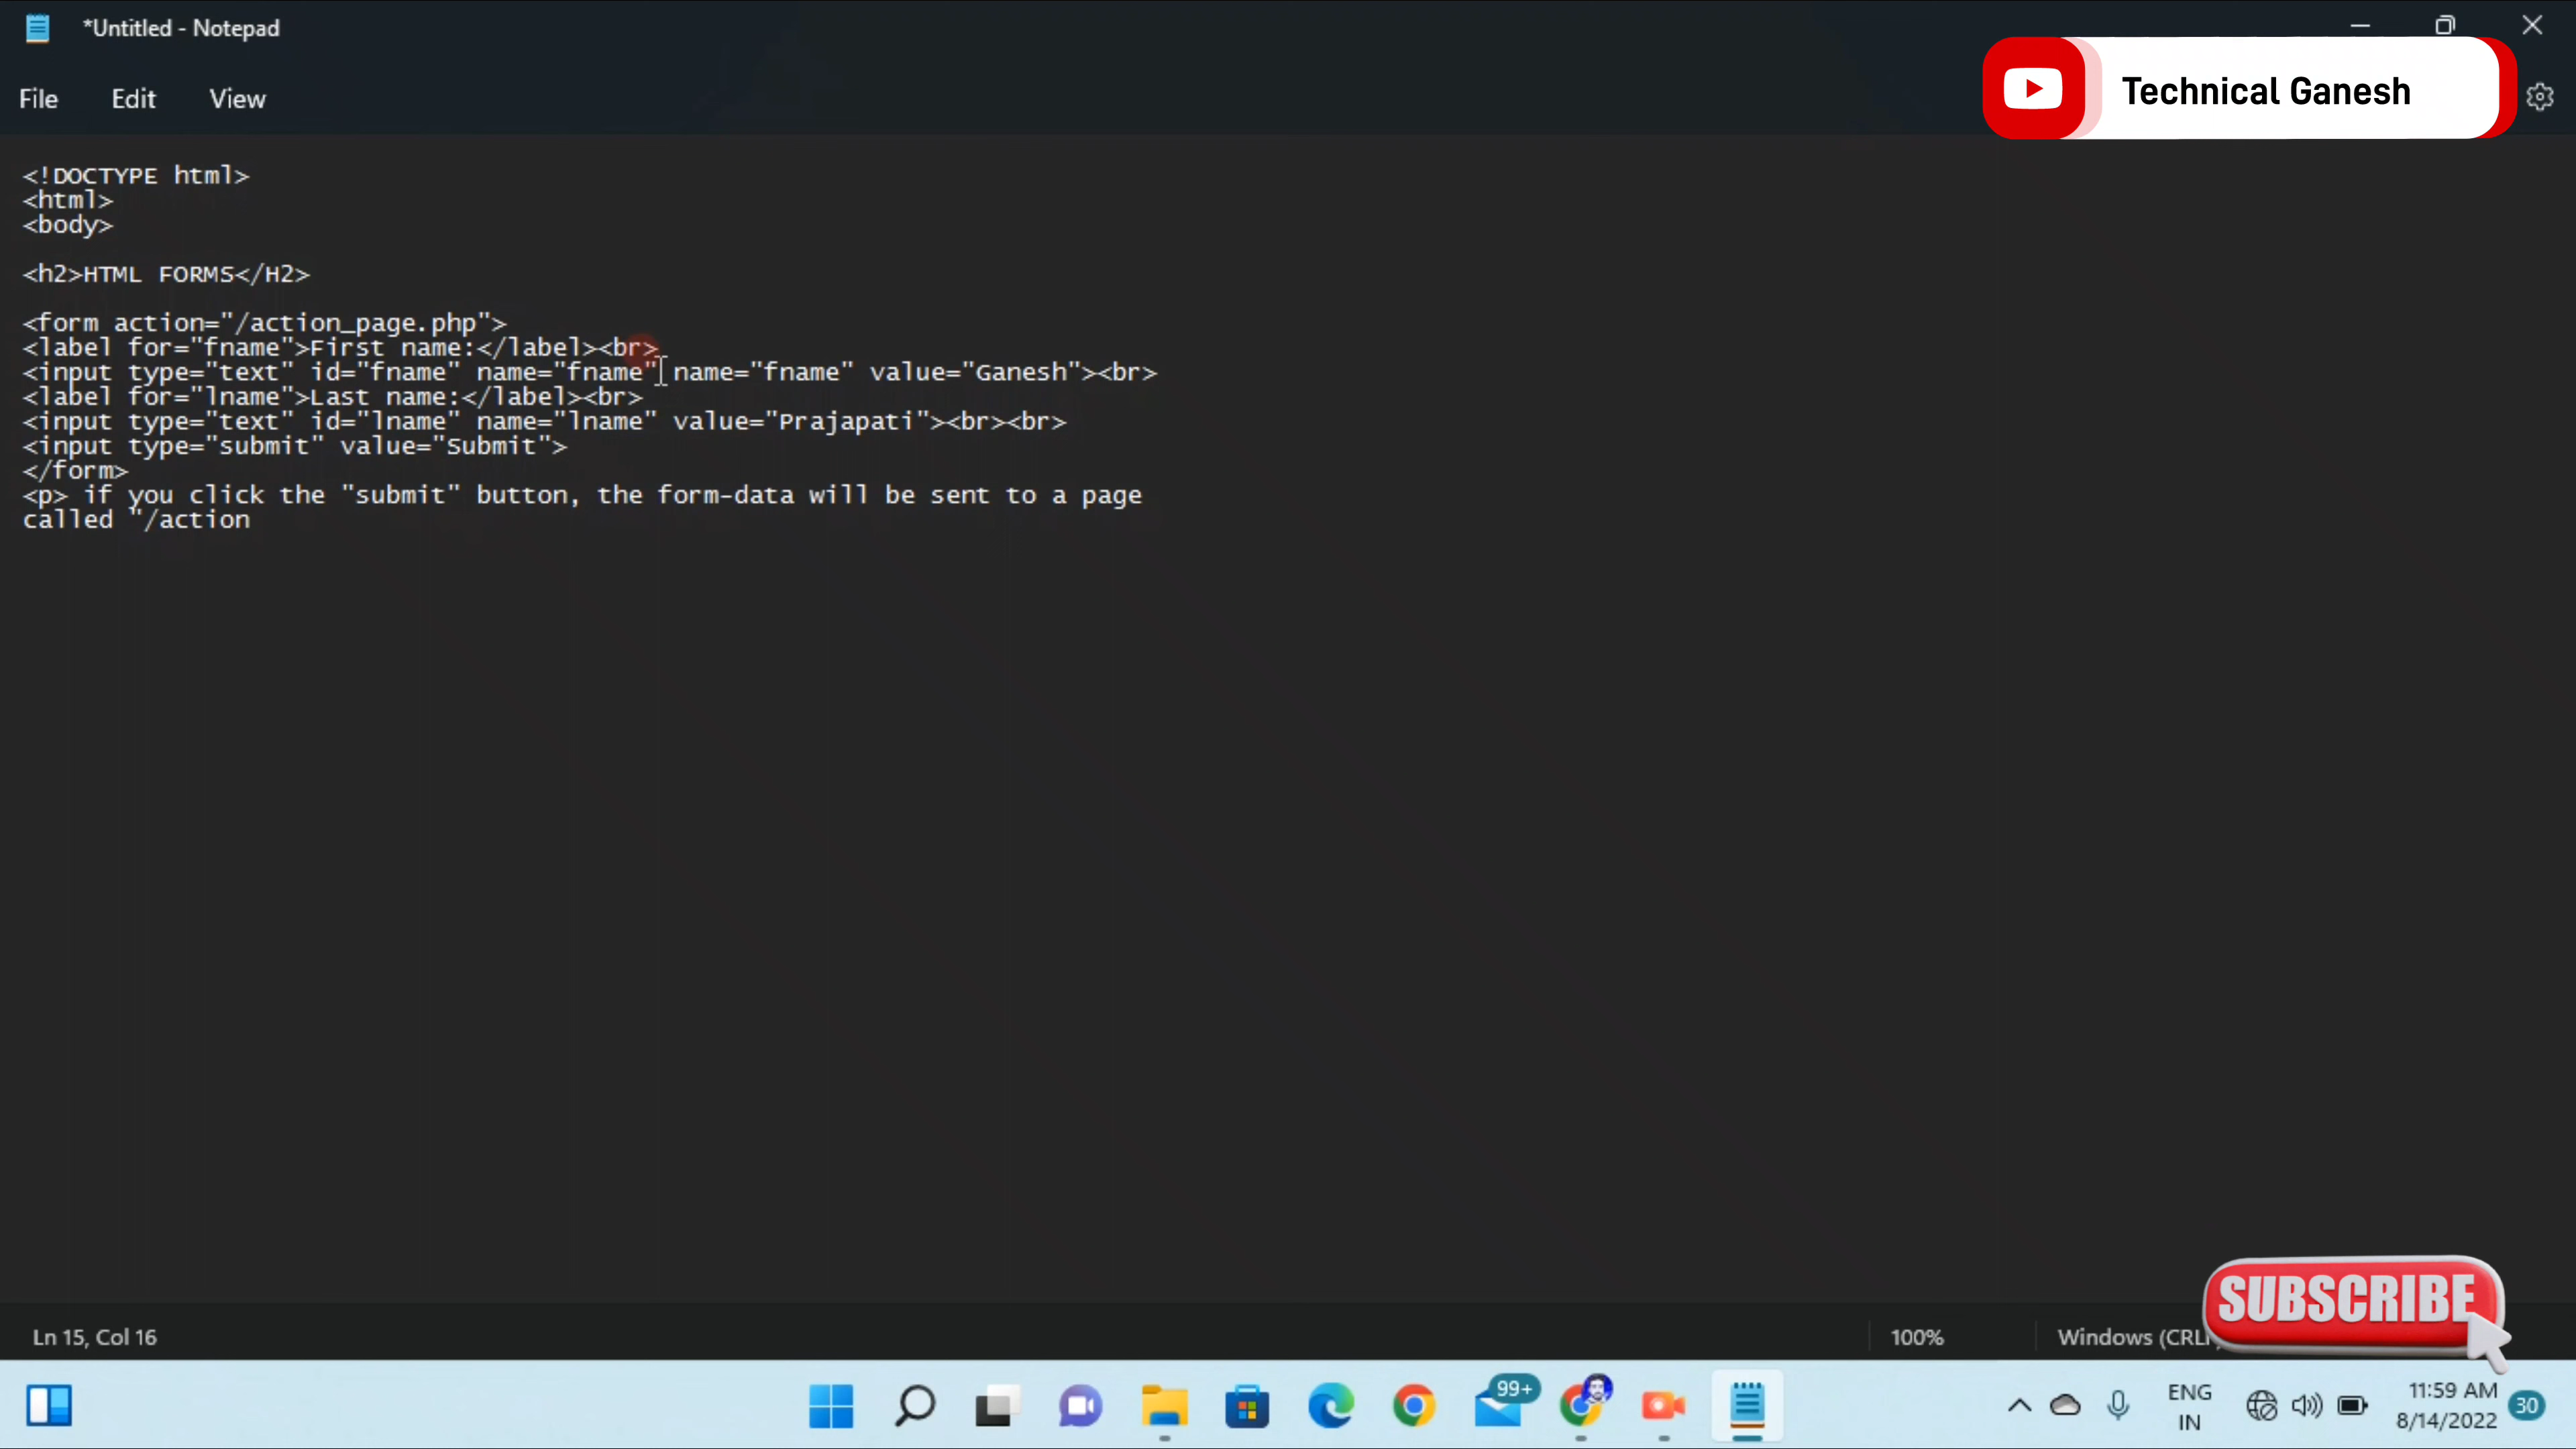 *Untitled - Notepad
File Edit View
Technical Ganesh
<!DOCTYPE html>
<html>
<body>
<h2>HTML FORMS</H2>
<form action="/action_page.php">
<label for="fname">First name:</label><br>
<input type="text" id="fname" name="fname" name="fname" value="Ganesh"><br>
<label for="lname">Last name:</label><br>
<input type="text" id="lname" name="lname" value="Prajapati"><br><br>
<input type="submit" value="Submit">
</form>
<p> if you click the "submit" button, the form-data will be sent to a page
called "/action
SUBSCRIBE
Ln 15, Col 16 100% Windows (CRL
99+
ENG
IN
11:59 AM
8/14/2022
30